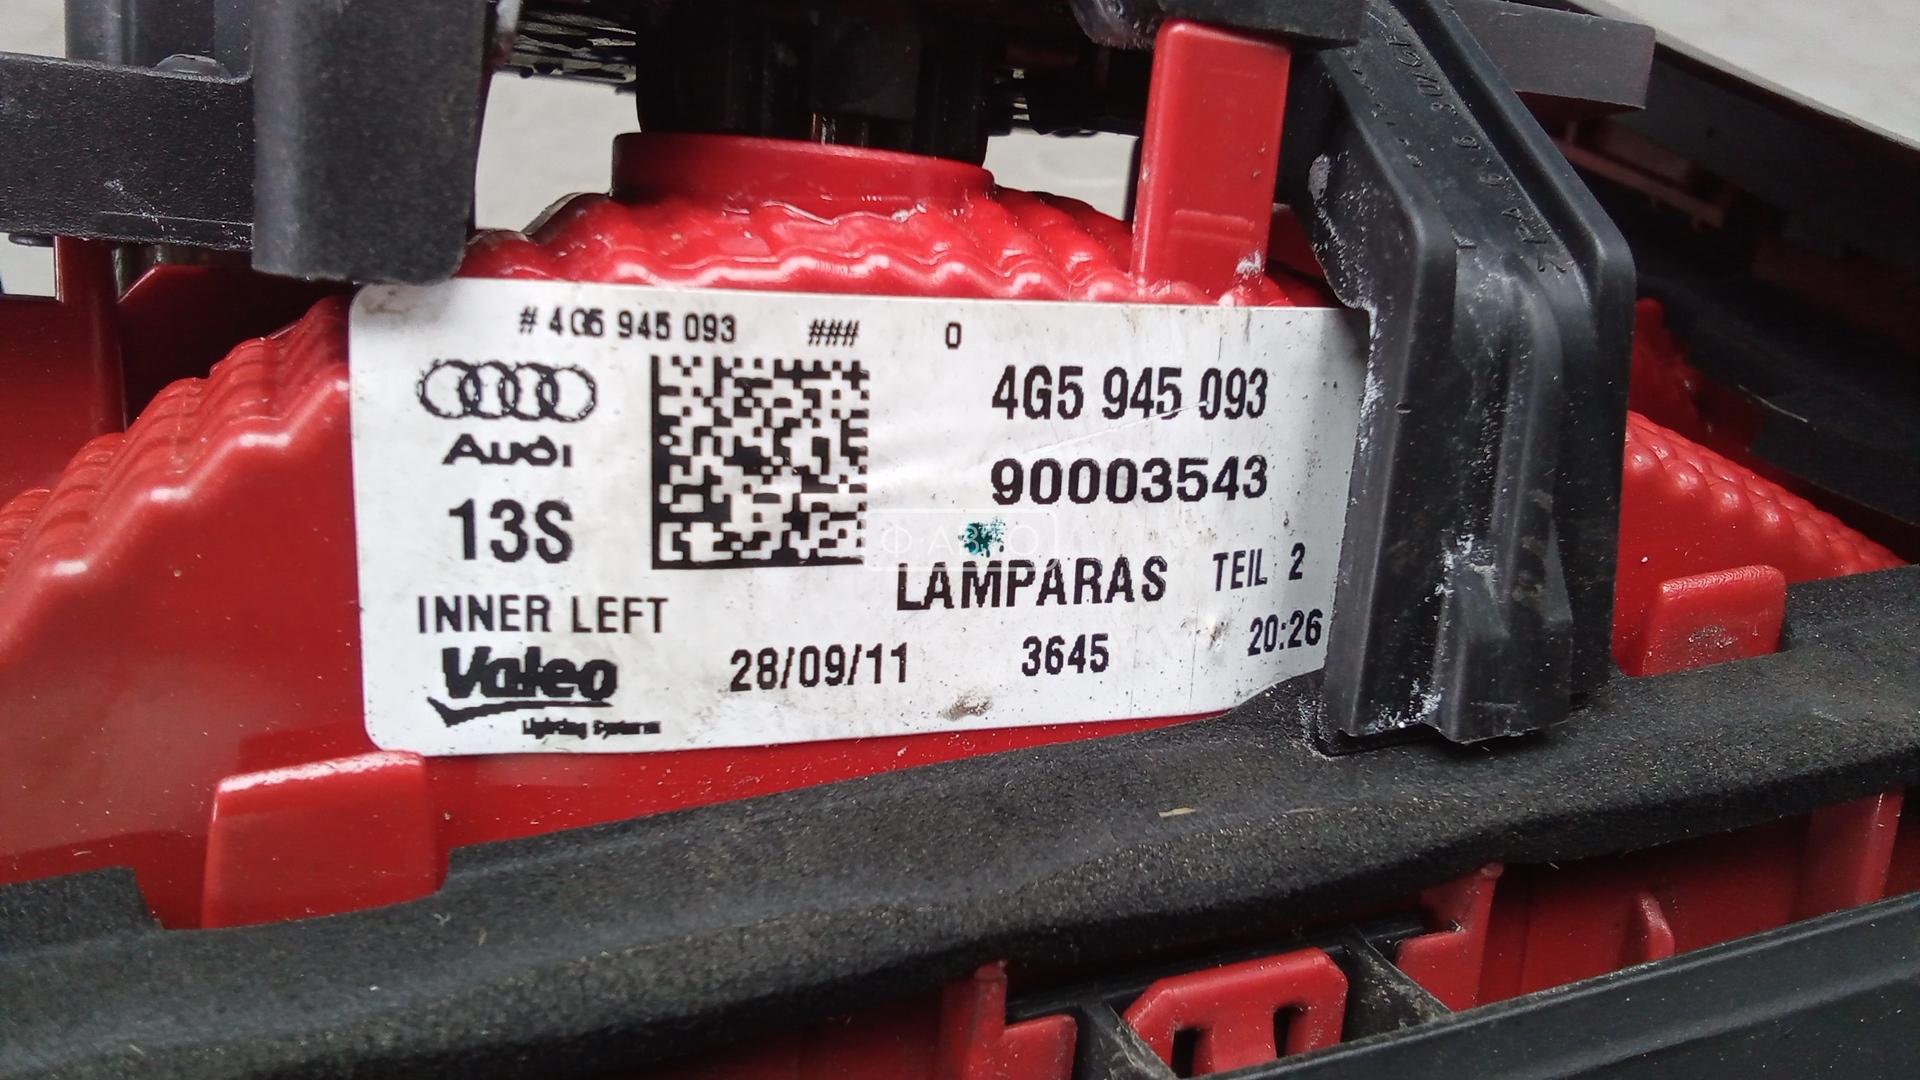 # 4G5 945 093 ### 0
Audi
4G5 945 093
90003543
13S
Ф·АВТО
LAMPARAS TEIL 2
INNER LEFT
Valeo
Lighting Systems
28/09/11 3645 20:26